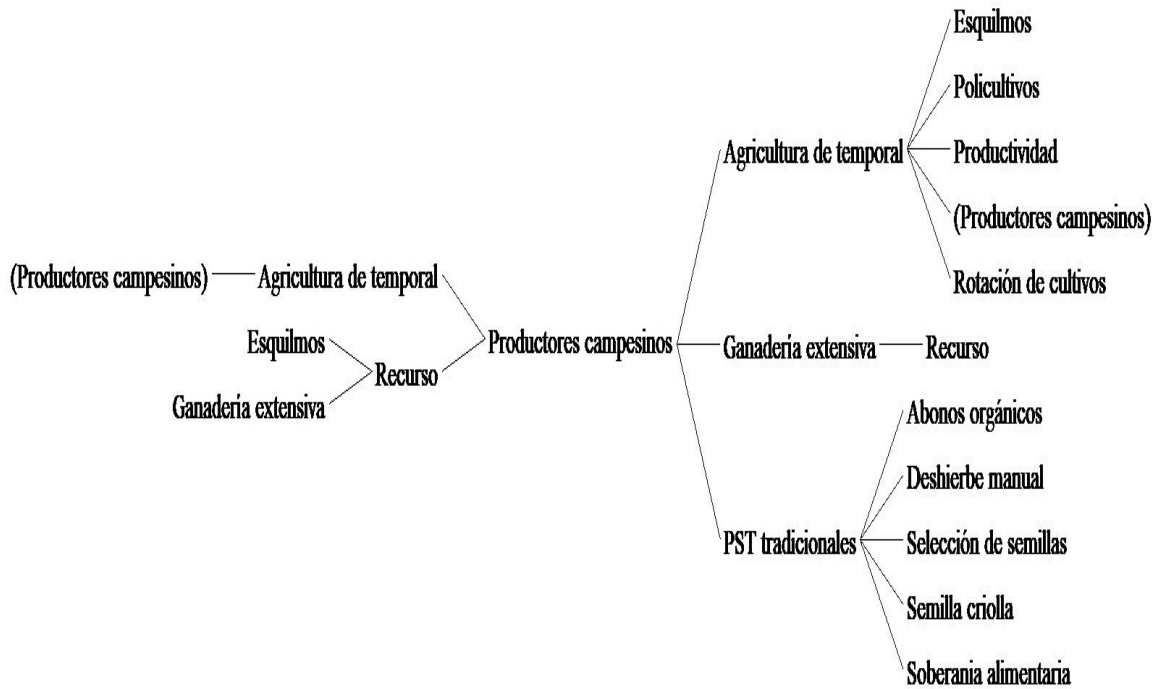 Esquilmos
Policultivos
Agricultura de temporal
Productividad
(Productores campesinos)
Rotación de cultivos
(Productores campesinos)
Agricultura de temporal
Esquilmos
Recurso
Ganadería extensiva
Productores campesinos
Ganadería extensiva
Recurso
Abonos orgánicos
Deshierbe manual
PST tradicionales
Selección de semillas
Semilla criolla
Soberania alimentaria